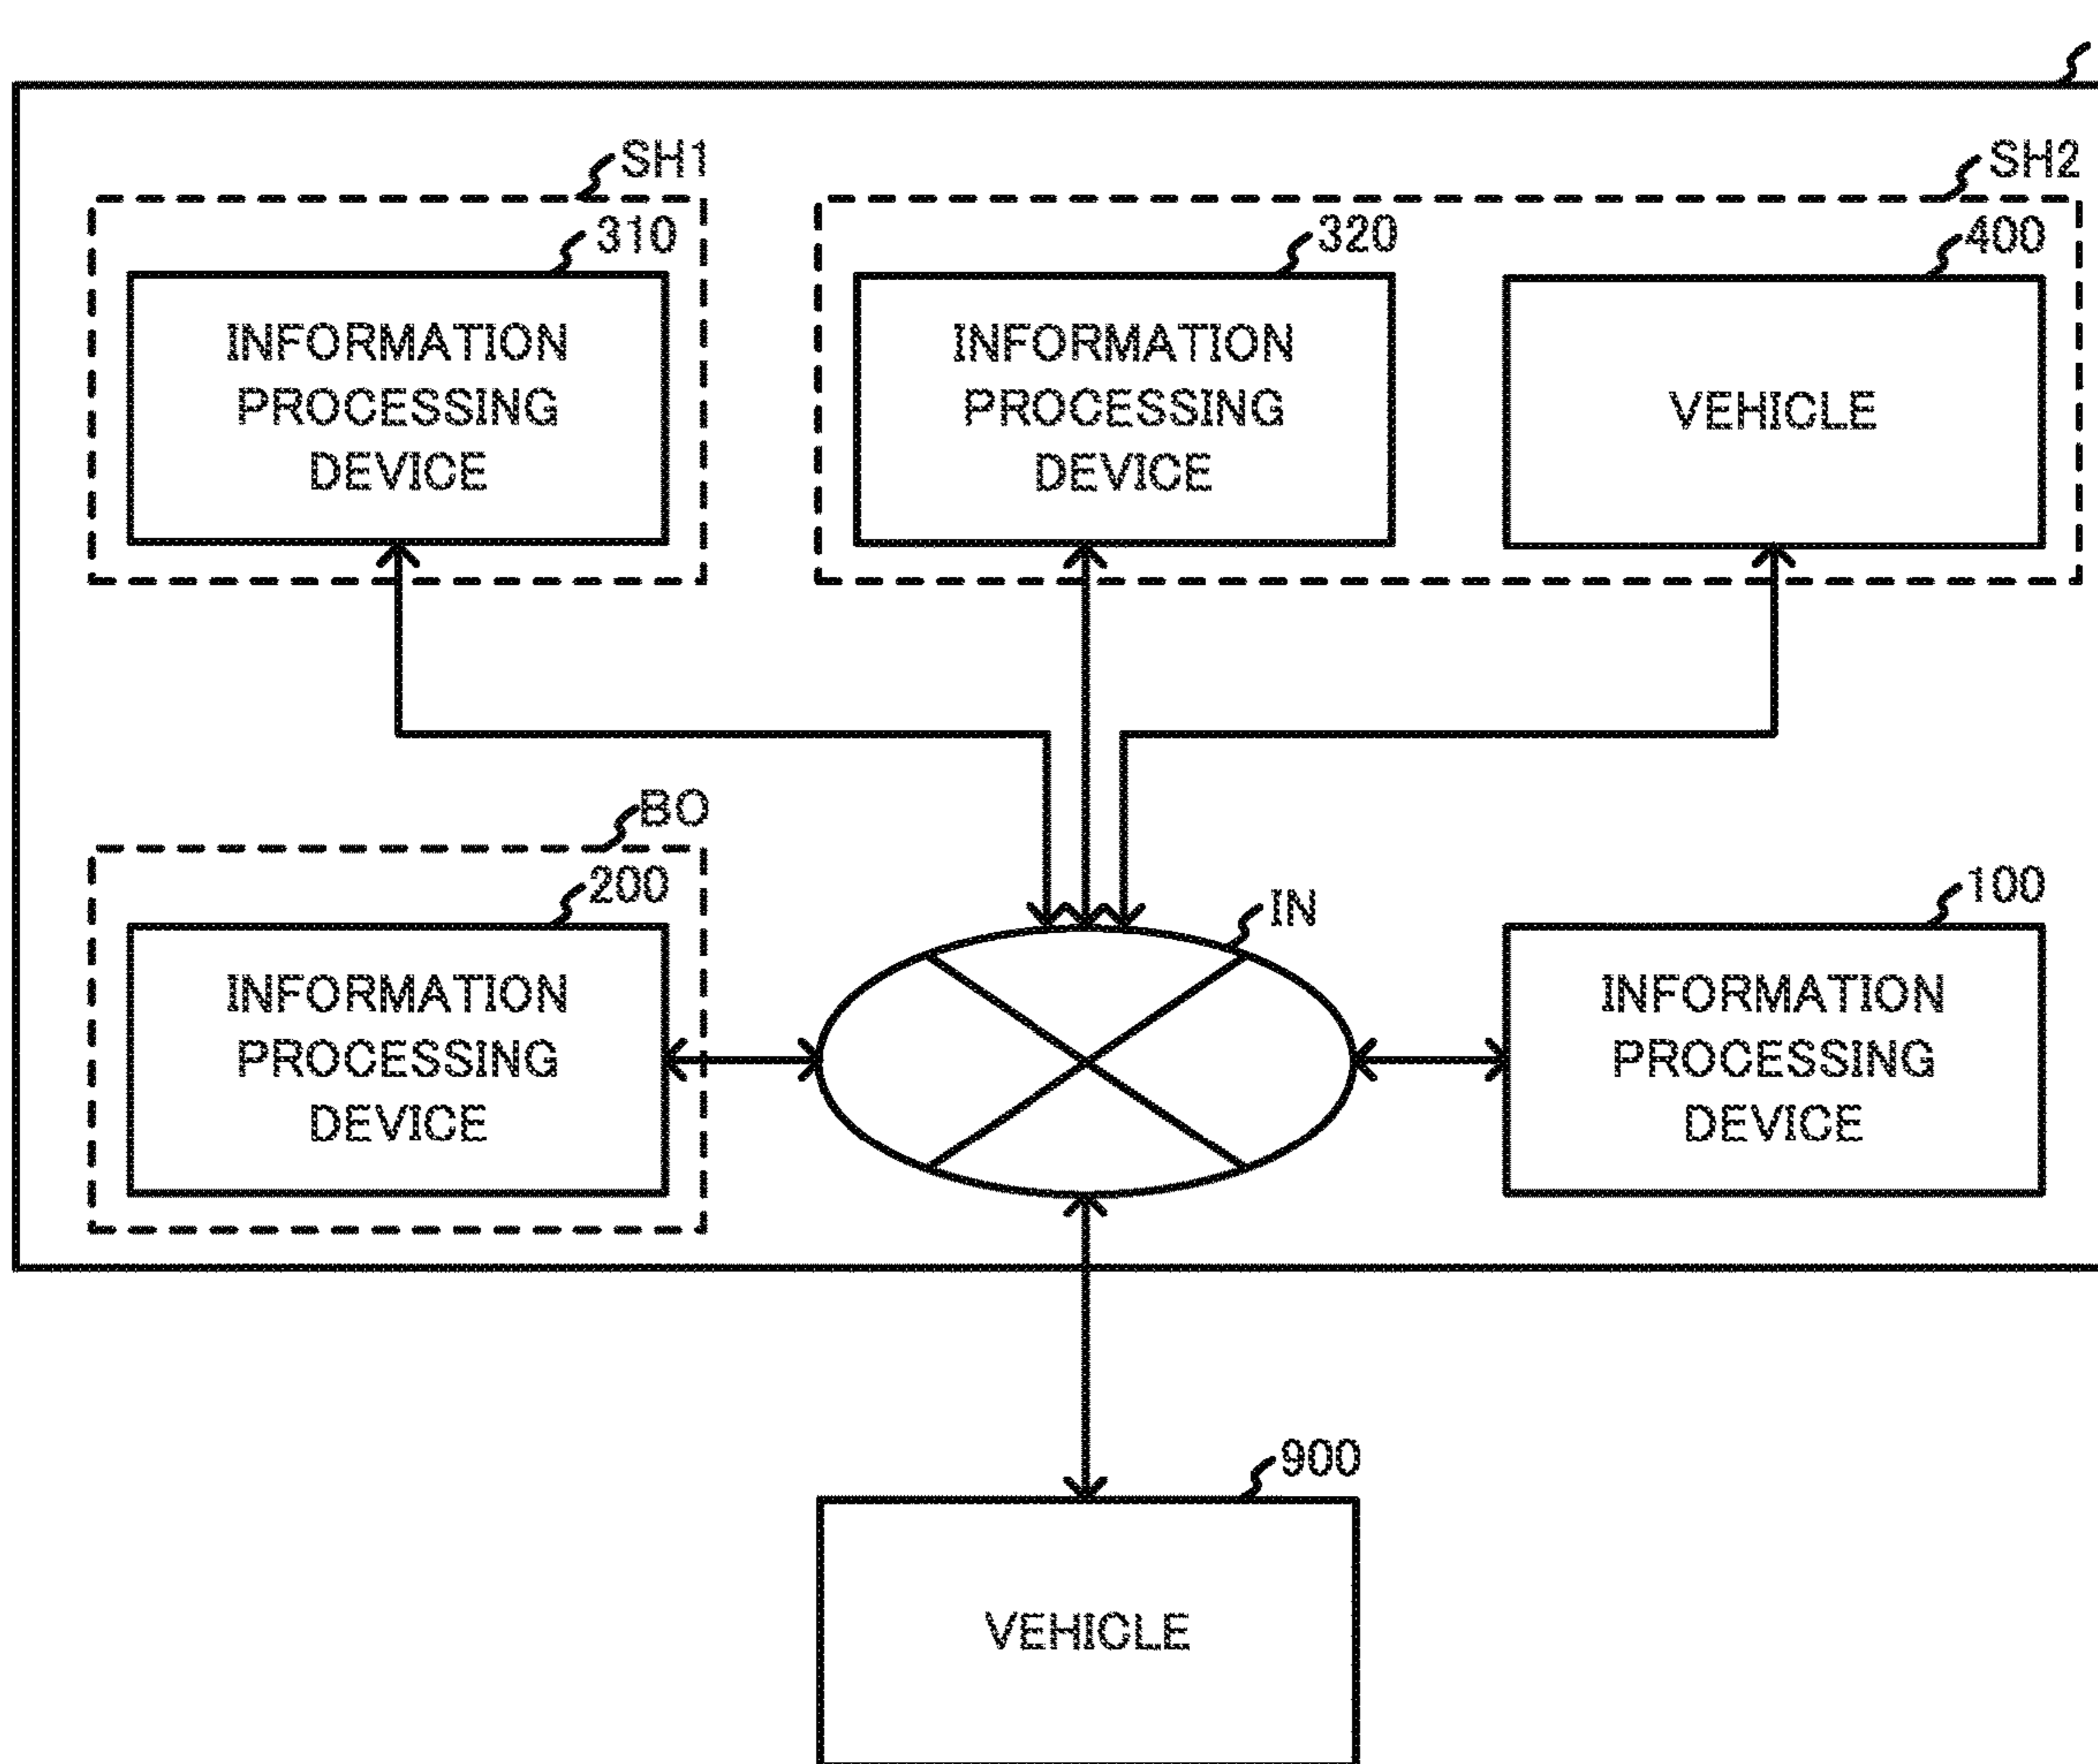 SH1
SH2
310
320
400
INFORMATION
PROCESSING
DEVICE
INFORMATION
PROCESSING
DEVICE
VEHICLE
BO
200
IN
100
INFORMATION
PROCESSING
DEVICE
INFORMATION
PROCESSING
DEVICE
900
VEHICLE